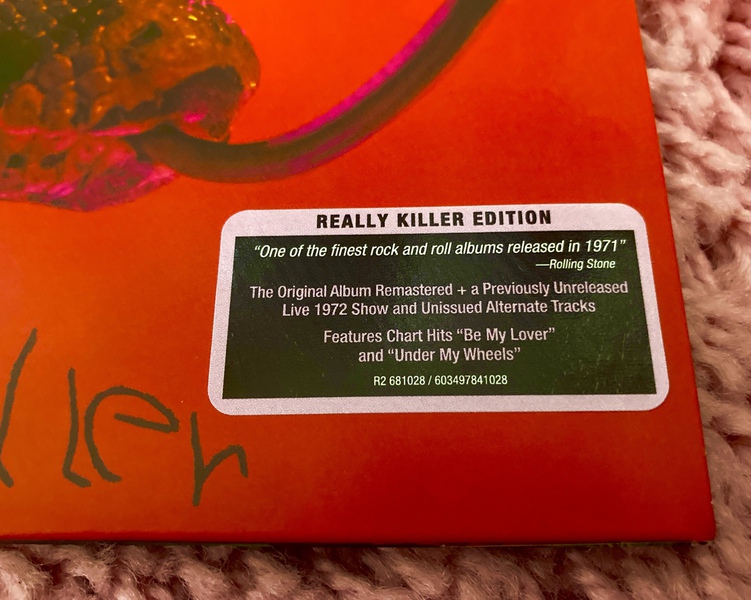 REALLY KILLER EDITION
“One of the finest rock and roll albums released in 1971”
—Rolling Stone
The Original Album Remastered + a Previously Unreleased
Live 1972 Show and Unissued Alternate Tracks
Features Chart Hits “Be My Lover”
and “Under My Wheels”
R2 681028 / 603497841028
ller